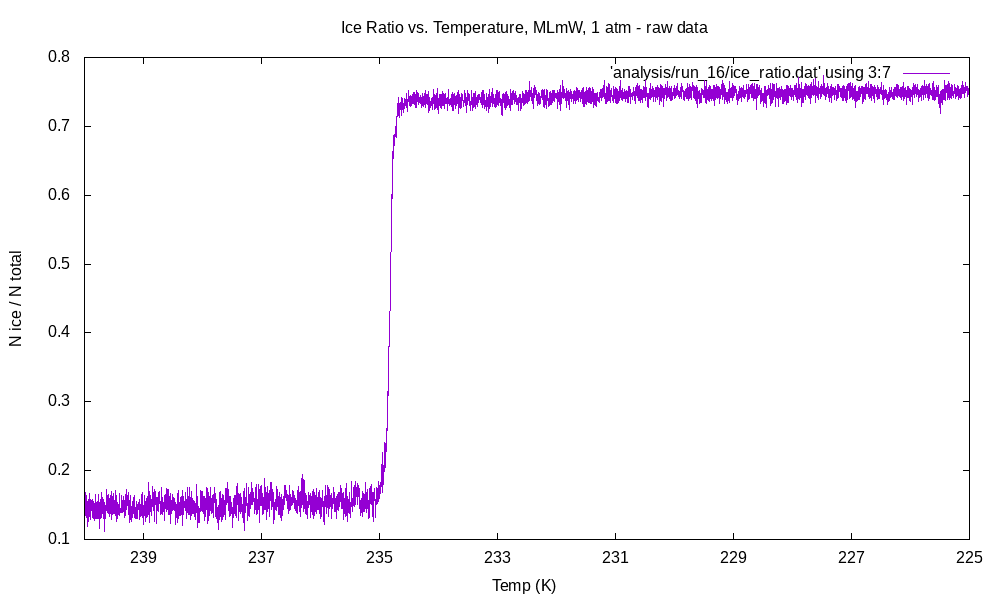 Ice Ratio vs. Temperature, MLmW, 1 atm - raw data
'analysis/run_16/ice_ratio.dat' using 3:7
N ice / N total
0.8
0.7
0.6
0.5
0.4
0.3
0.2
0.1
239 237 235 233 231 229 227 225
Temp (K)